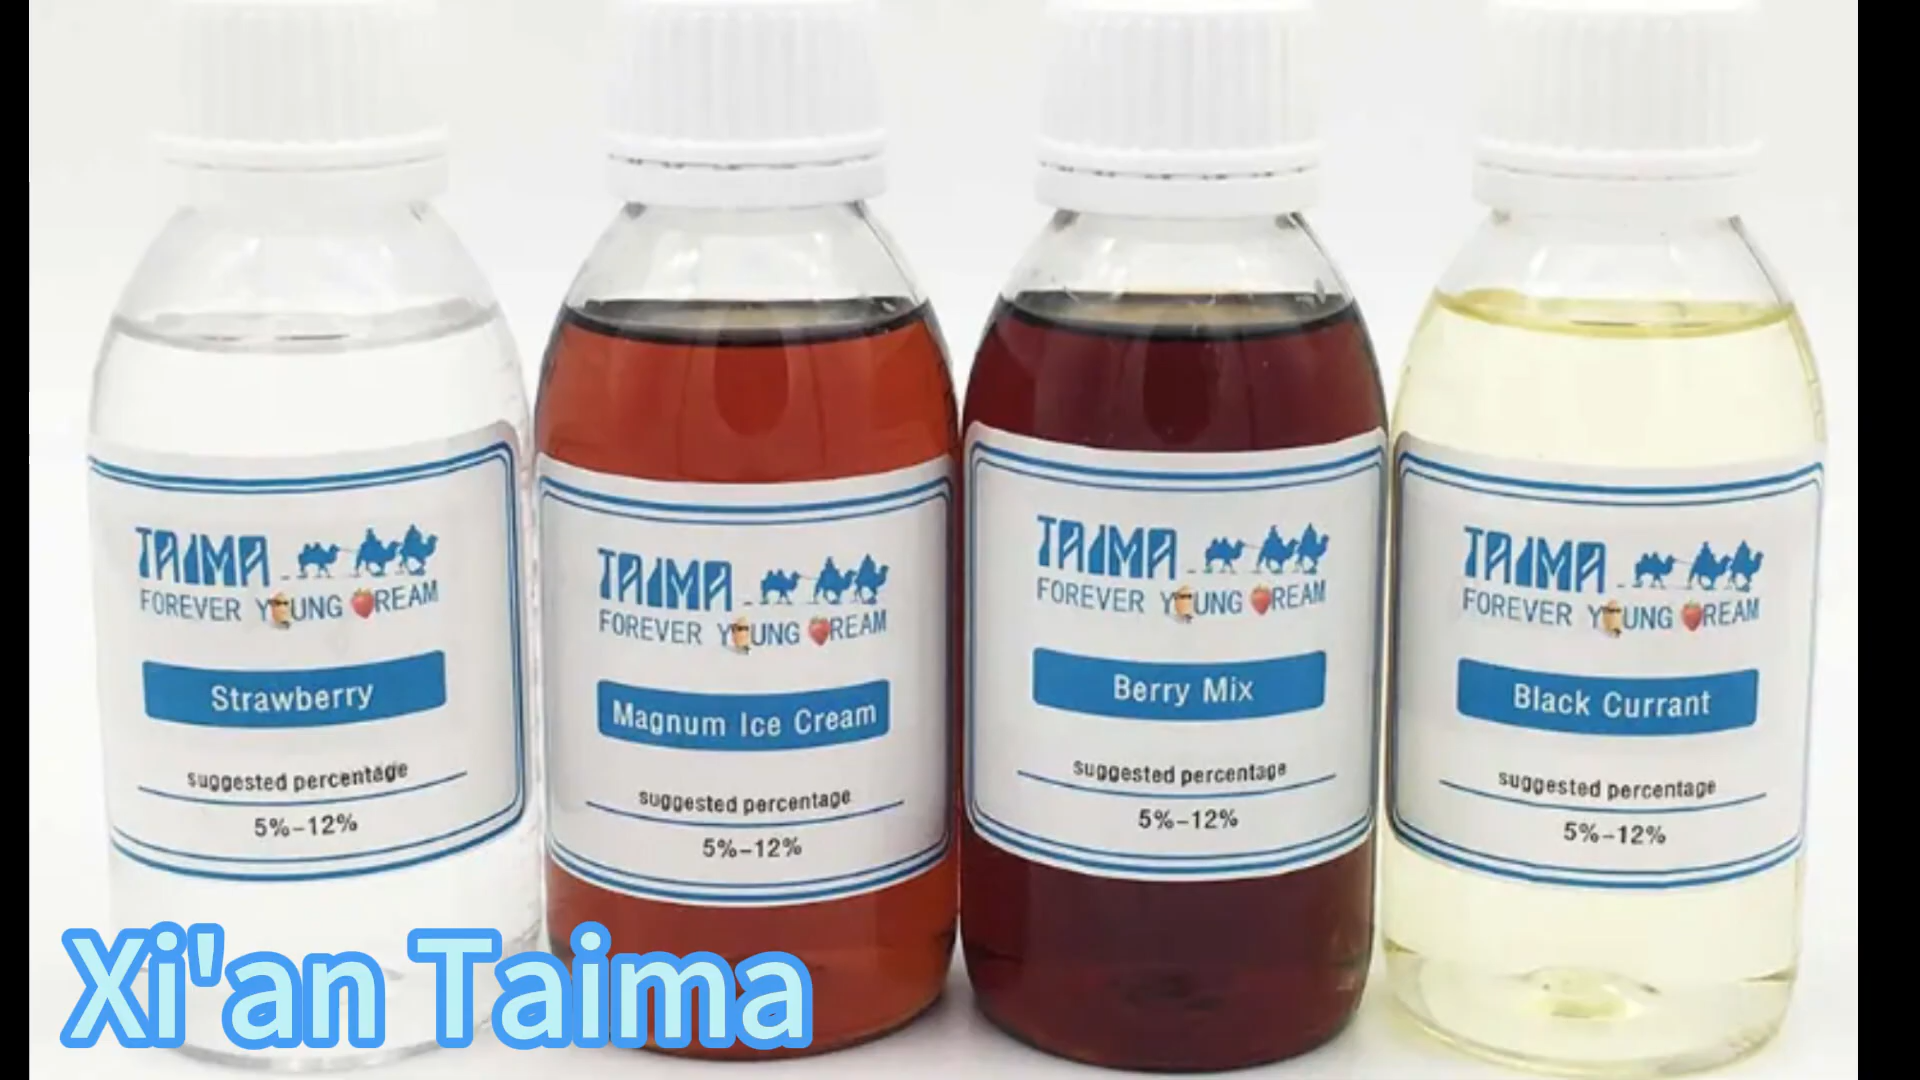 TAIMA
FOREVER YOUNG DREAM
Strawberry
suggested percentage
5%-12%
TAIMA
FOREVER YOUNG DREAM
Magnum Ice Cream
suggested percentage
5%-12%
TAIMA
FOREVER YOUNG DREAM
Berry Mix
suggested percentage
5%-12%
TAIMA
FOREVER YOUNG DREAM
Black Currant
suggested percentage
5%-12%
Xi'an Taima